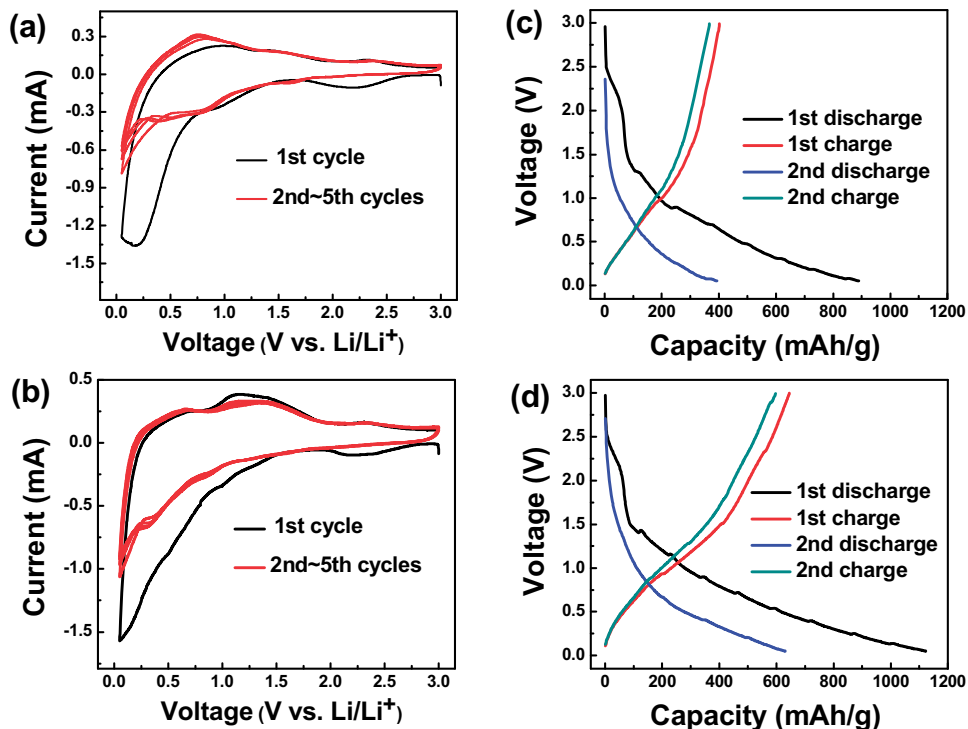 (a)
0.3
0.0
-0.3
-0.6
-0.9
-1.2
-1.5
Current (mA)
1st cycle
2nd~5th cycles
0.0 0.5 1.0 1.5 2.0 2.5 3.0
Voltage (V vs. Li/Li⁺)
(c)
3.0
2.5
2.0
1.5
1.0
0.5
0.0
Voltage (V)
1st discharge
1st charge
2nd discharge
2nd charge
0 200 400 600 800 1000 1200
Capacity (mAh/g)
(b)
0.5
0.0
-0.5
-1.0
-1.5
Current (mA)
1st cycle
2nd~5th cycles
0.0 0.5 1.0 1.5 2.0 2.5 3.0
Voltage (V vs. Li/Li⁺)
(d)
3.0
2.5
2.0
1.5
1.0
0.5
0.0
Voltage (V)
1st discharge
1st charge
2nd discharge
2nd charge
0 200 400 600 800 1000 1200
Capacity (mAh/g)